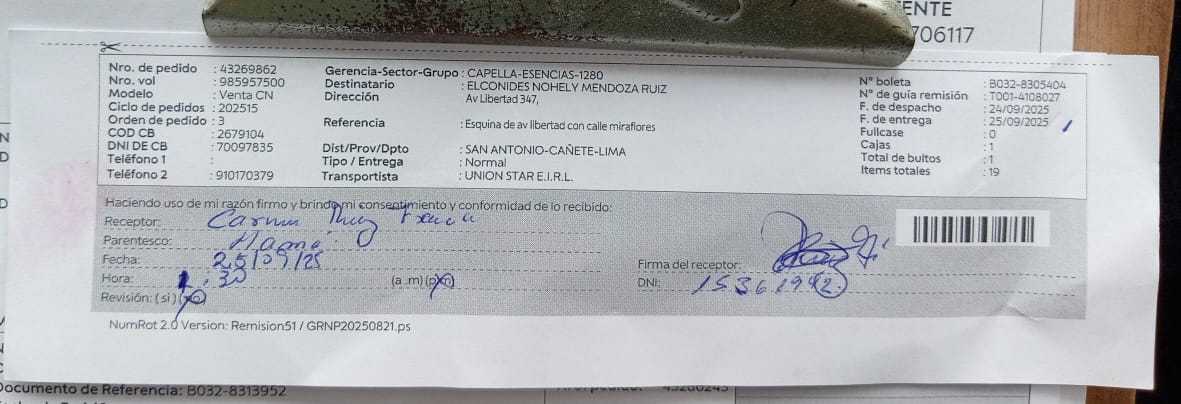 ENTE
706117
Nro. de pedido : 43269862
Nro. vol : 985957500
Modelo : Venta CN
Ciclo de pedidos : 202515
Orden de pedido : 3
COD CB : 2679104
DNI DE CB : 70097835
Teléfono 1 :
Teléfono 2 : 910170379
Gerencia-Sector-Grupo : CAPELLA-ESENCIAS-1280
Destinatario : ELCONIDES NOHELY MENDOZA RUIZ
Dirección Av Libertad 347,
Referencia : Esquina de av libertad con calle miraflores
Dist/Prov/Dpto : SAN ANTONIO-CAÑETE-LIMA
Tipo / Entrega : Normal
Transportista : UNION STAR E.I.R.L.
N° boleta : B032-8305404
N° de guía remisión : T001-4108027
F. de despacho : 24/09/2025
F. de entrega : 25/09/2025
Fullcase : 0
Cajas : 1
Total de bultos : 1
Items totales : 19
Haciendo uso de mi razón firmo y brindo mi consentimiento y conformidad de lo recibido:
Receptor:
Parentesco: Mamá
Fecha: 25/09/25
Hora: 1:30 (a .m) (p.m)
Revisión: ( si ) (no)
Firma del receptor:
DNI: 15361942
NumRot 2.0 Version: Remision51 / GRNP20250821.ps
Documento de Referencia: B032-8313952